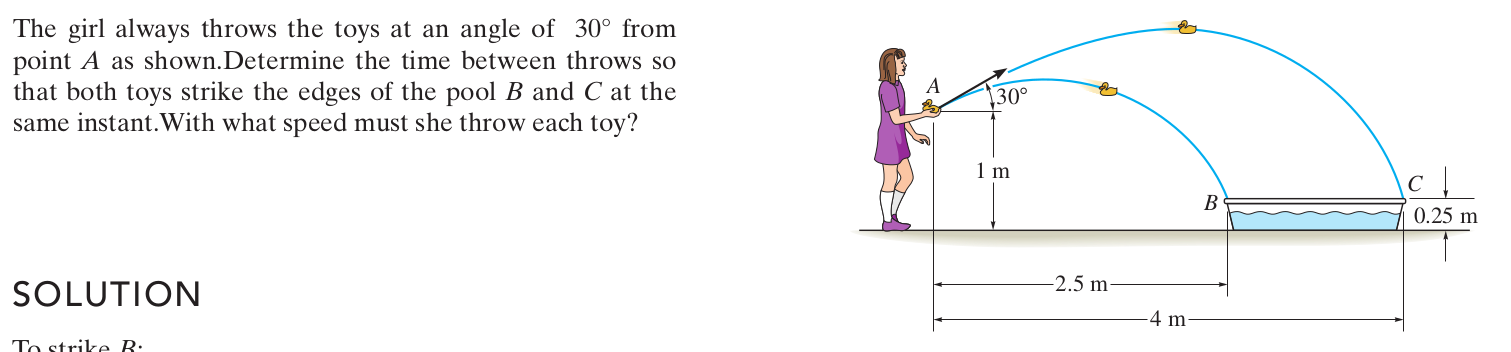 The girl always throws the toys at an angle of 30° from
point A as shown.Determine the time between throws so
that both toys strike the edges of the pool B and C at the
same instant.With what speed must she throw each toy?
A
30°
1 m
C
B
0.25 m
2.5 m
4 m
SOLUTION
To strike B: